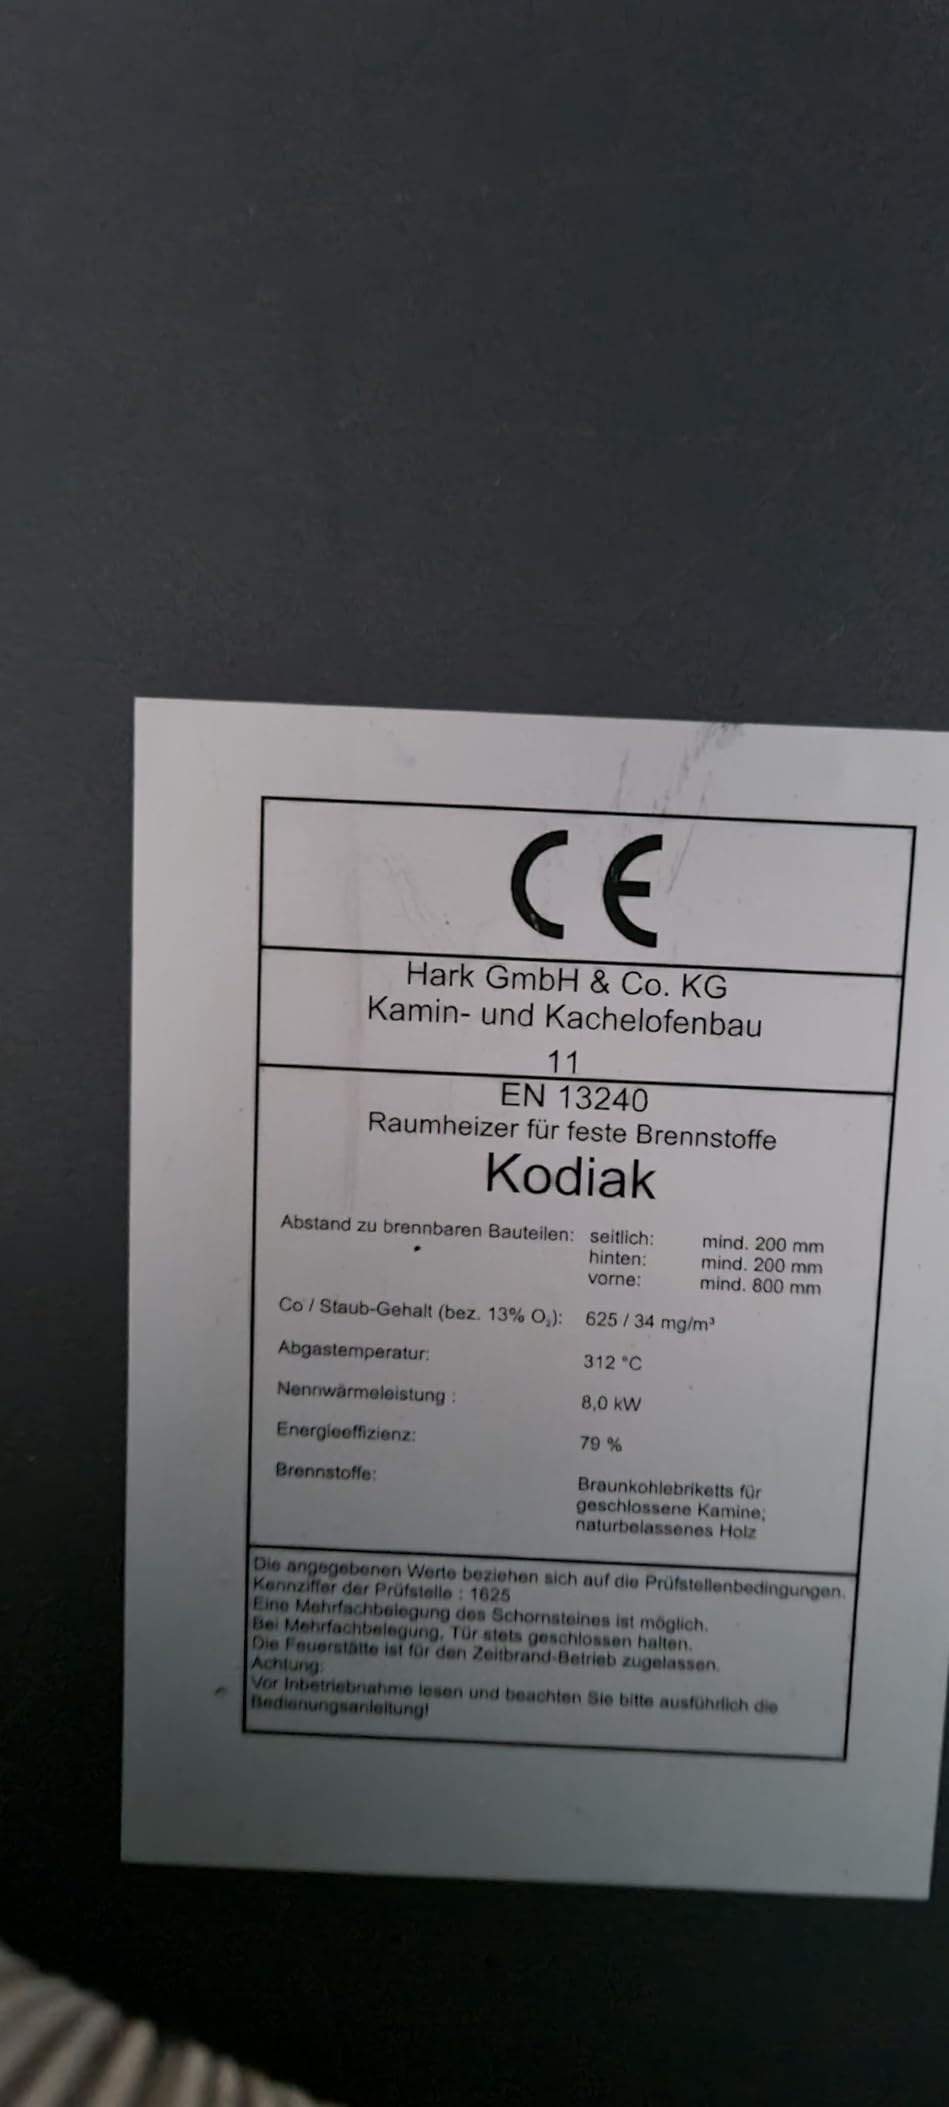 CE
Hark GmbH & Co. KG
Kamin- und Kachelofenbau
11
EN 13240
Raumheizer für feste Brennstoffe
Kodiak
Abstand zu brennbaren Bauteilen: seitlich: mind. 200 mm
hinten: mind. 200 mm
vorne: mind. 800 mm
Co / Staub-Gehalt (bez. 13% O₂): 625 / 34 mg/m³
Abgastemperatur: 312 °C
Nennwärmeleistung : 8,0 kW
Energieeffizienz: 79 %
Brennstoffe: Braunkohlebriketts für
geschlossene Kamine;
naturbelassenes Holz
Die angegebenen Werte beziehen sich auf die Prüfstellenbedingungen.
Kennziffer der Prüfstelle : 1625
Eine Mehrfachbelegung des Schornsteines ist möglich.
Bei Mehrfachbelegung, Tür stets geschlossen halten.
Die Feuerstätte ist für den Zeitbrand-Betrieb zugelassen.
Achtung:
Vor Inbetriebnahme lesen und beachten Sie bitte ausführlich die
Bedienungsanleitung!